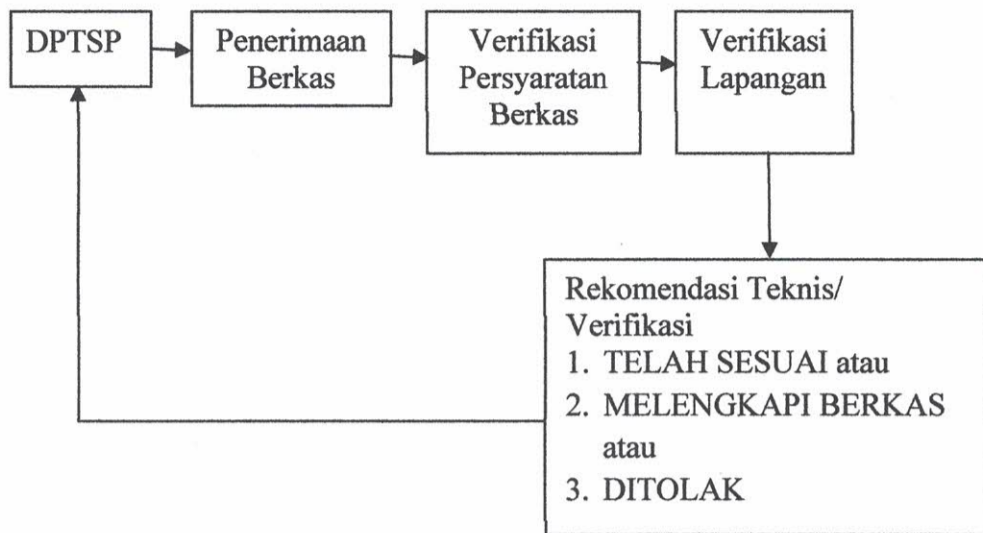 DPTSP
Penerimaan
Berkas
Verifikasi
Persyaratan
Berkas
Verifikasi
Lapangan
Rekomendasi Teknis/
Verifikasi
1. TELAH SESUAI atau
2. MELENGKAPI BERKAS
atau
3. DITOLAK